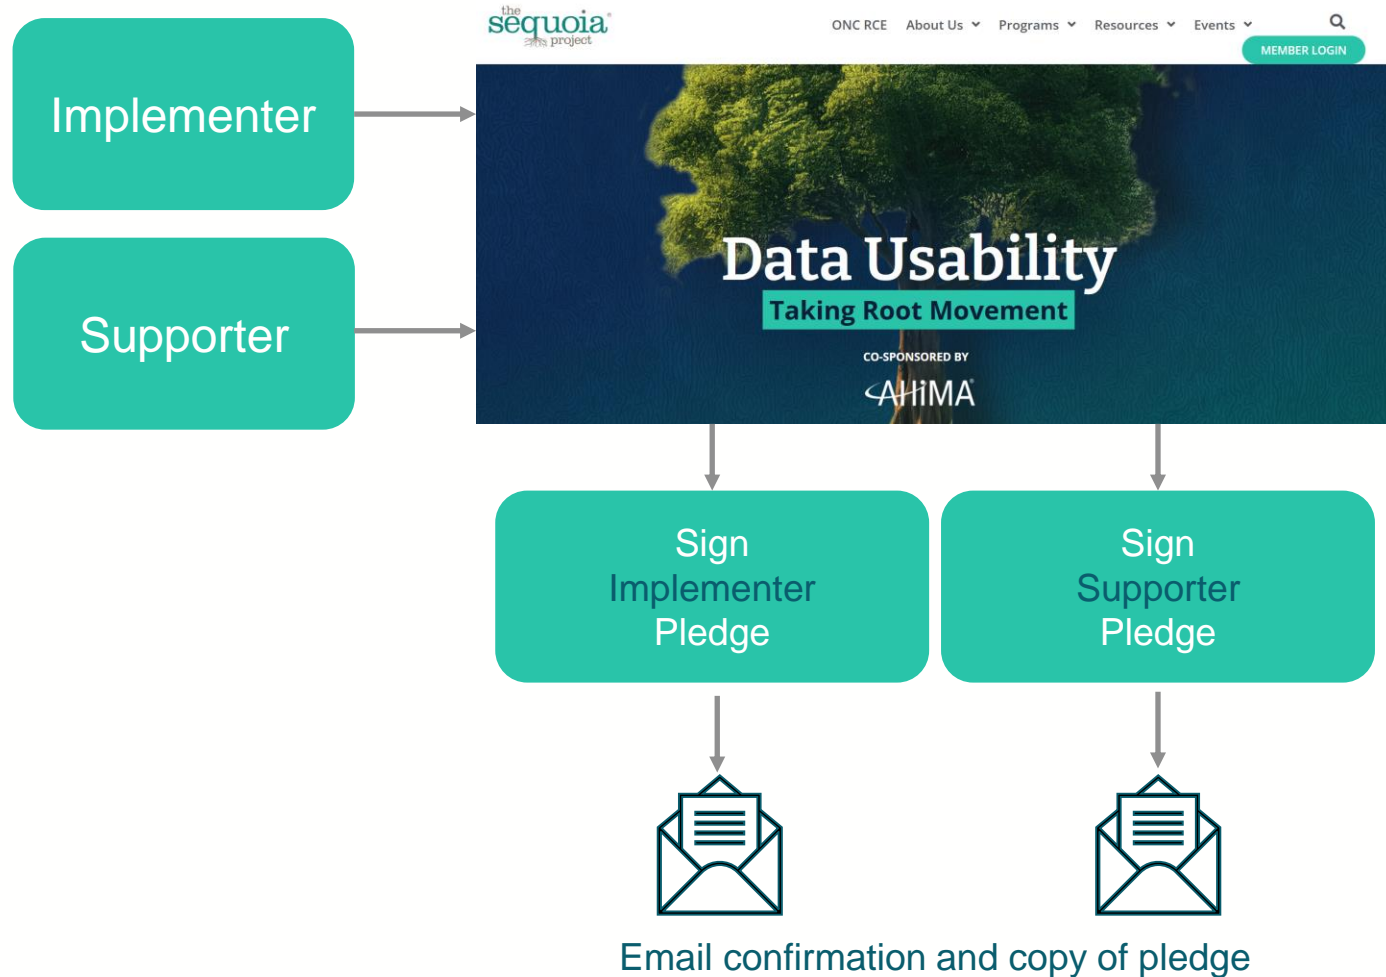 the
sequoia®
project
ONC RCE About Us Programs Resources Events
MEMBER LOGIN
Implementer
Supporter
Data Usability
Taking Root Movement
CO-SPONSORED BY
AHiMA®
Sign
Implementer
Pledge
Sign
Supporter
Pledge
Email confirmation and copy of pledge